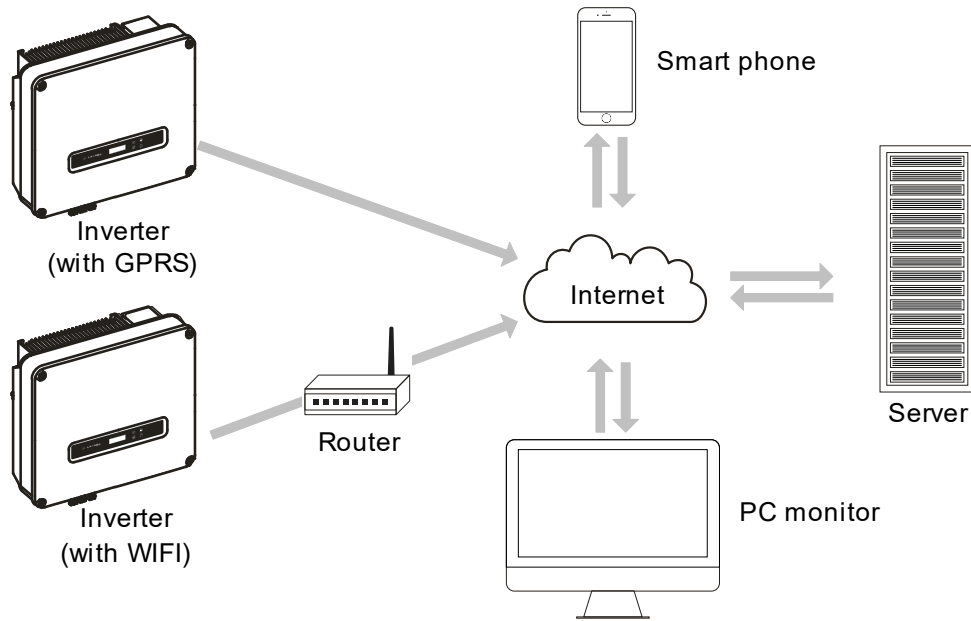 Smart phone
Inverter
(with GPRS)
Internet
Server
Router
PC monitor
Inverter
(with WIFI)